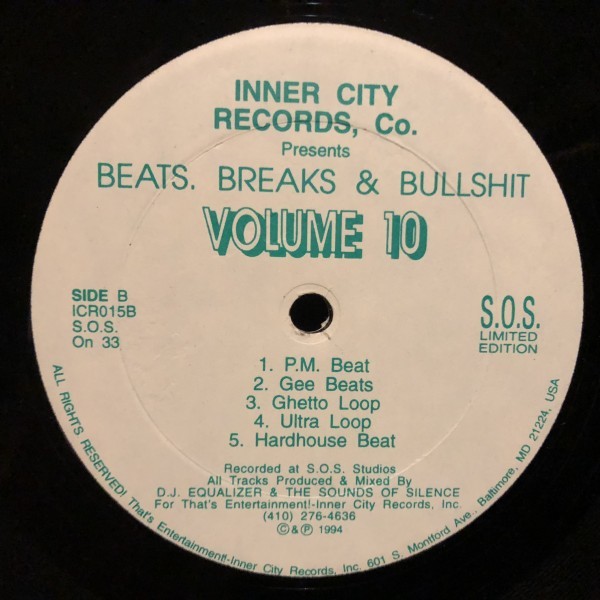 INNER CITY
RECORDS, Co.
Presents
BEATS. BREAKS & BULLSHIT
VOLUME 10
SIDE B
ICR015B
S.O.S.
On 33
S.O.S.
LIMITED
EDITION
1. P.M. Beat
2. Gee Beats
3. Ghetto Loop
4. Ultra Loop
5. Hardhouse Beat
Recorded at S.O.S. Studios
All Tracks Produced & Mixed By
D.J. EQUALIZER & THE SOUNDS OF SILENCE
For That's Entertainment!-Inner City Records, Inc.
(410) 276-4636
©&℗ 1994
ALL RIGHTS RESERVED! That's Entertainment!-Inner City Records, Inc. 601 S. Montford Ave., Baltimore, MD 21224, USA